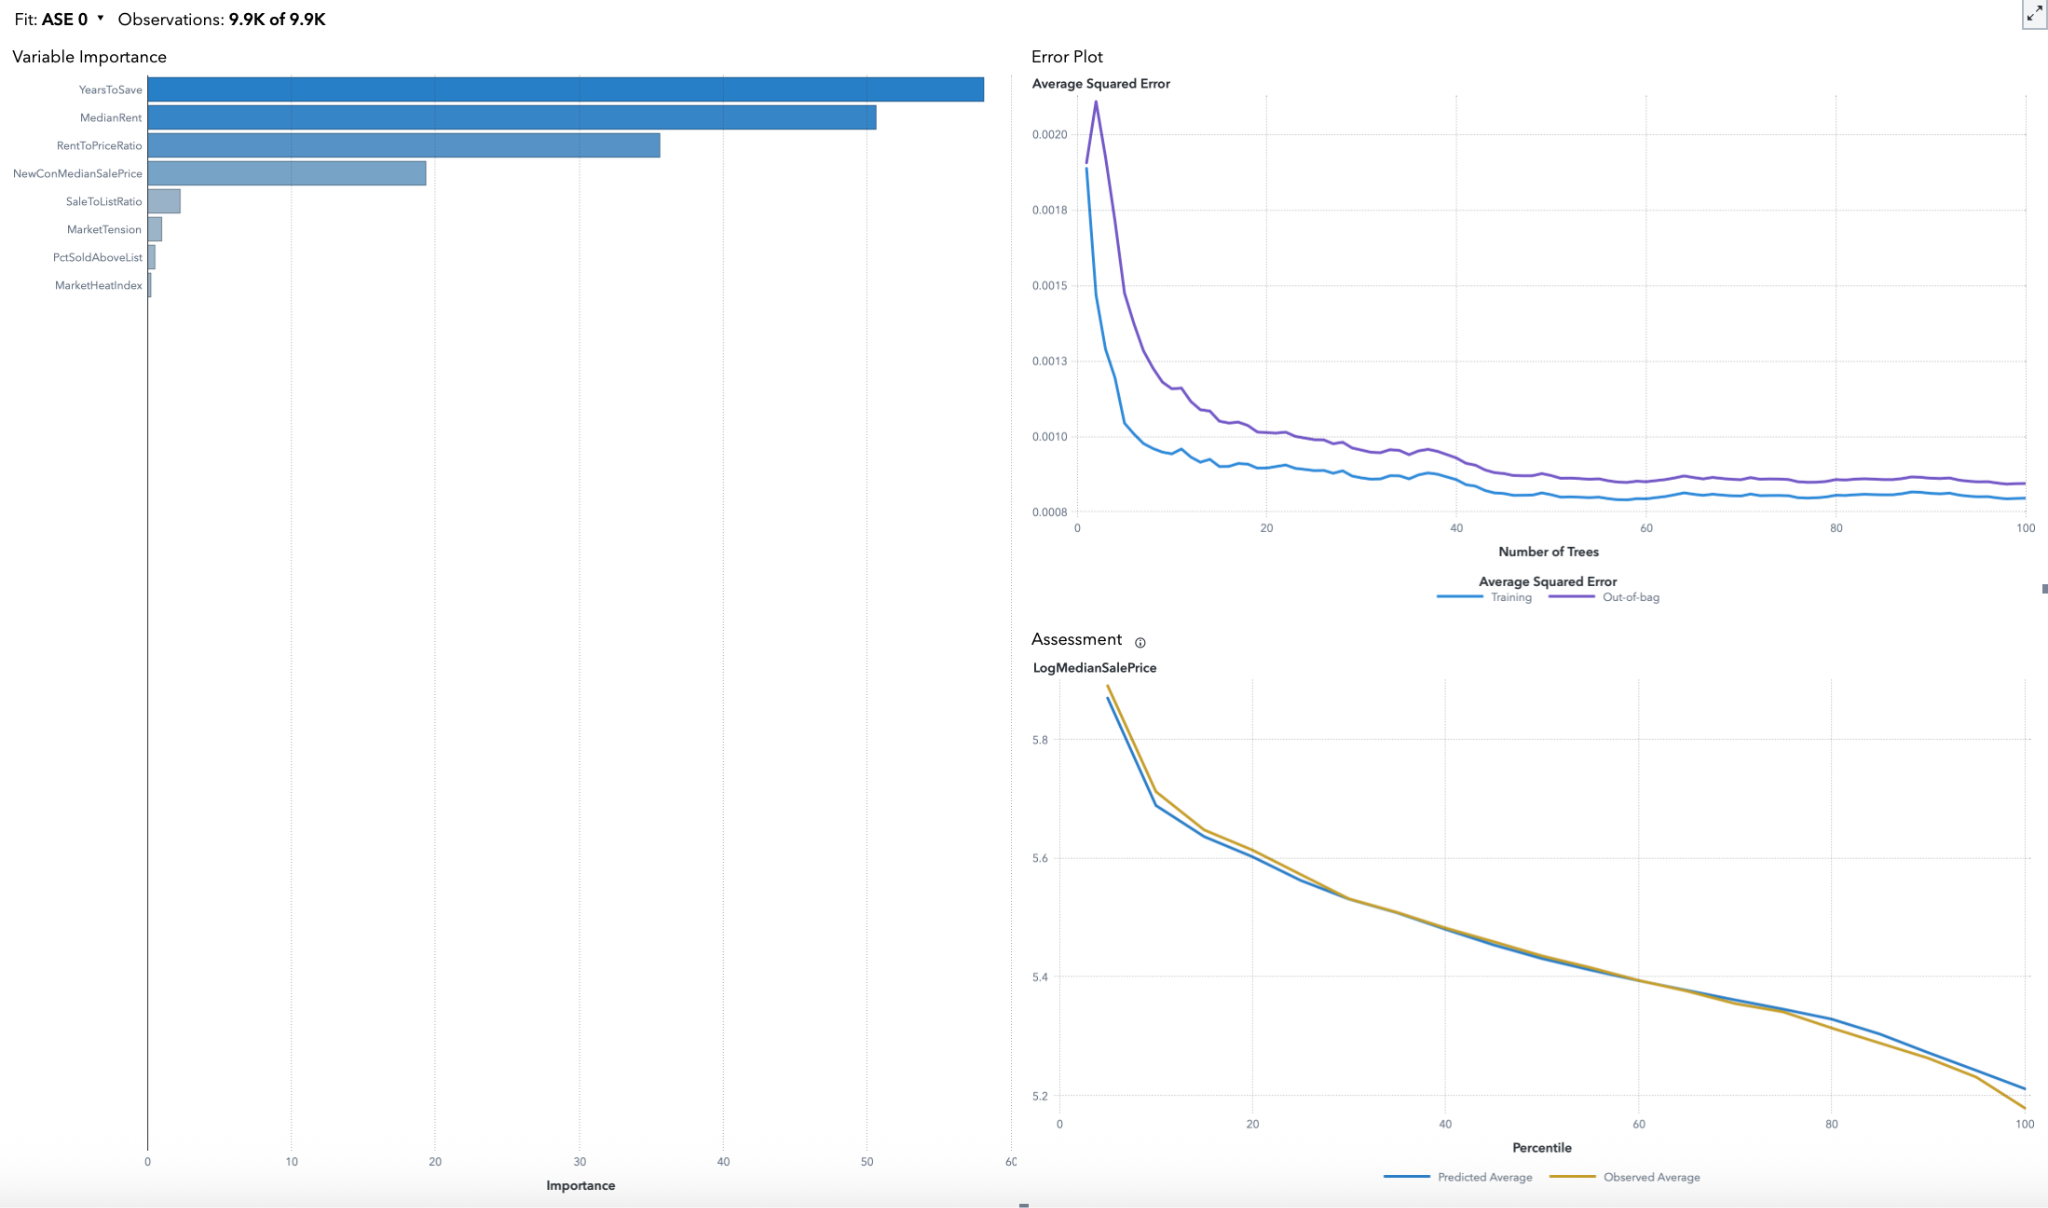 Fit: ASE 0 Observations: 9.9K of 9.9K
Variable Importance
YearsToSave
MedianRent
RentToPriceRatio
NewConMedianSalePrice
SaleToListRatio
MarketTension
PctSoldAboveList
MarketHeatIndex
0 10 20 30 40 50 60
Importance
Error Plot
Average Squared Error
0.0020
0.0018
0.0015
0.0013
0.0010
0.0008
0 20 40 60 80 100
Number of Trees
Average Squared Error
Training Out-of-bag
Assessment
LogMedianSalePrice
5.8
5.6
5.4
5.2
0 20 40 60 80 100
Percentile
Predicted Average Observed Average